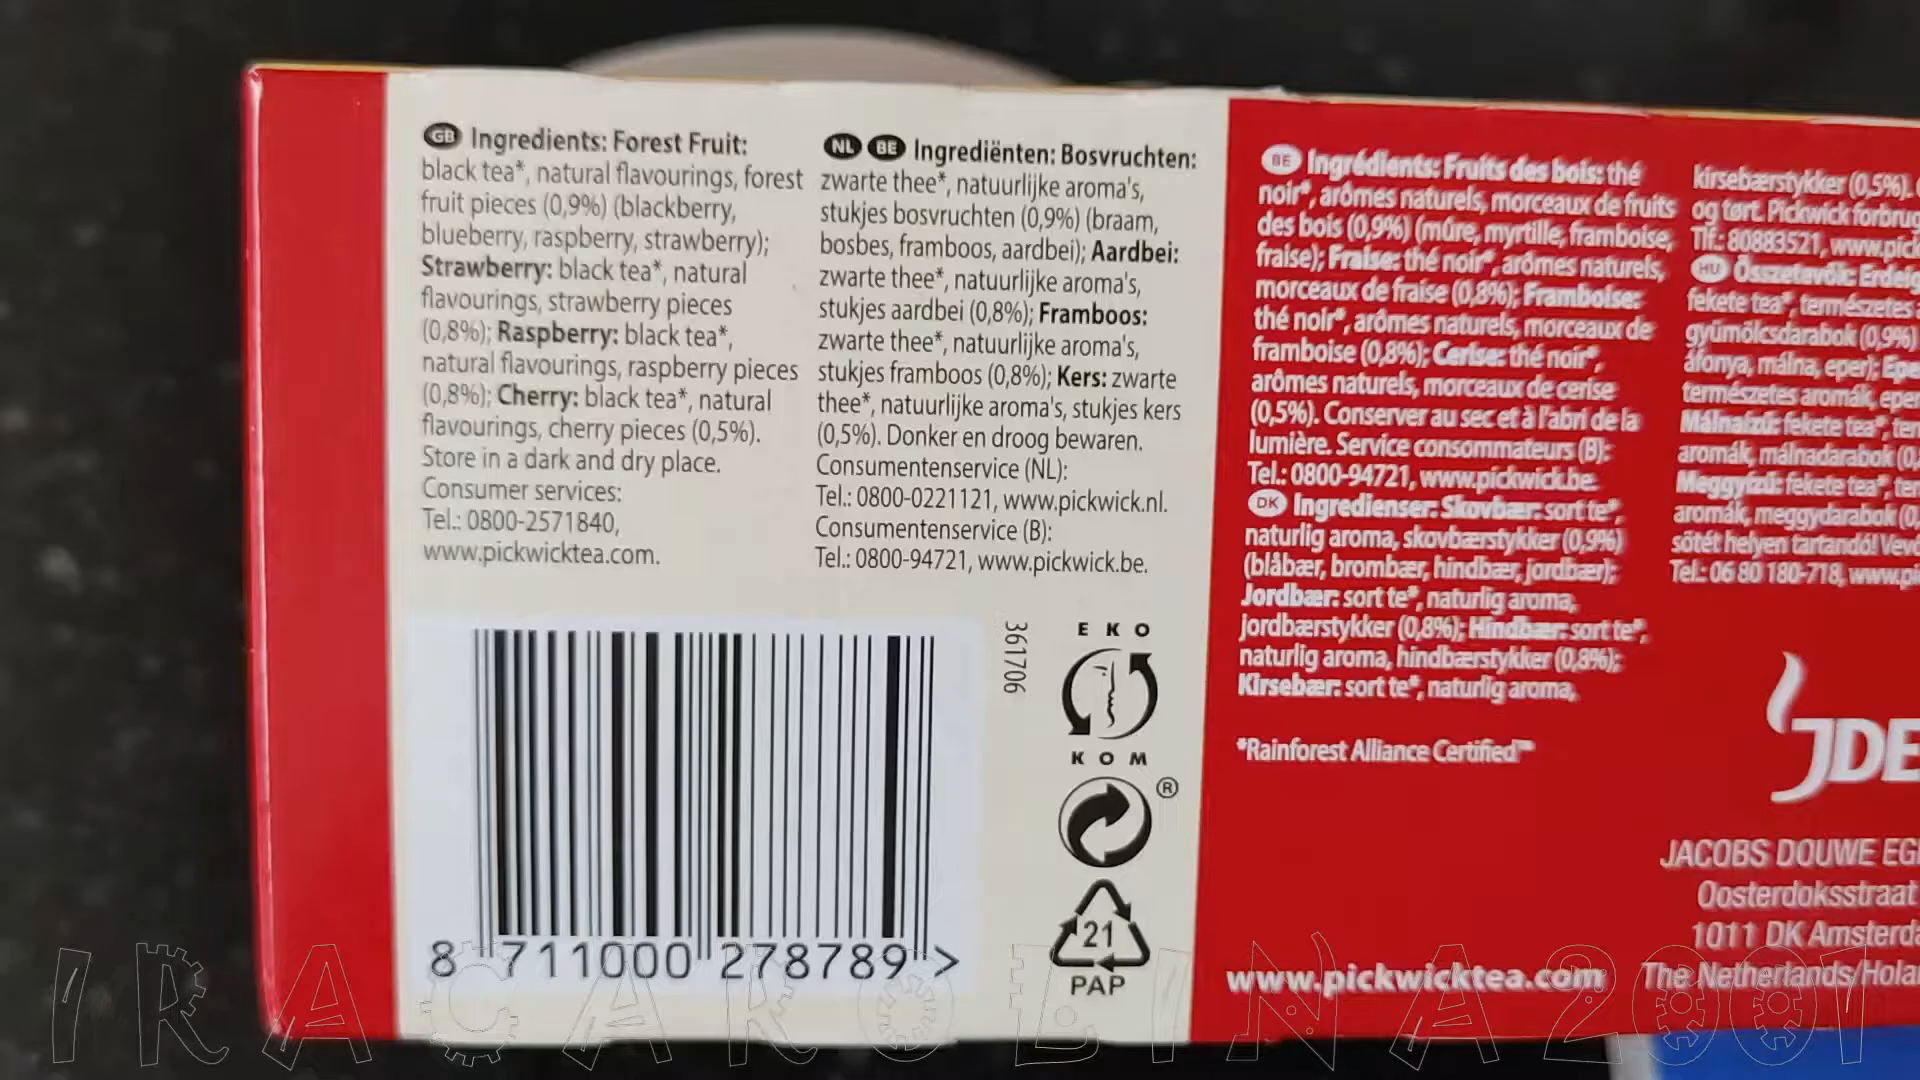 GB Ingredients: Forest Fruit:
black tea*, natural flavourings, forest
fruit pieces (0,9%) (blackberry,
blueberry, raspberry, strawberry);
Strawberry: black tea*, natural
flavourings, strawberry pieces
(0,8%); Raspberry: black tea*,
natural flavourings, raspberry pieces
(0,8%); Cherry: black tea*, natural
flavourings, cherry pieces (0,5%).
Store in a dark and dry place.
Consumer services:
Tel.: 0800-2571840,
www.pickwicktea.com.
NL BE Ingrediënten: Bosvruchten:
zwarte thee*, natuurlijke aroma's,
stukjes bosvruchten (0,9%) (braam,
bosbes, framboos, aardbei); Aardbei:
zwarte thee*, natuurlijke aroma's,
stukjes aardbei (0,8%); Framboos:
zwarte thee*, natuurlijke aroma's,
stukjes framboos (0,8%); Kers: zwarte
thee*, natuurlijke aroma's, stukjes kers
(0,5%). Donker en droog bewaren.
Consumentenservice (NL):
Tel.: 0800-0221121, www.pickwick.nl.
Consumentenservice (B):
Tel.: 0800-94721, www.pickwick.be.
BE Ingrédients: Fruits des bois: thé
noir*, arômes naturels, morceaux de fruits
des bois (0,9%) (mûre, myrtille, framboise,
fraise); Fraise: thé noir*, arômes naturels,
morceaux de fraise (0,8%); Framboise:
thé noir*, arômes naturels, morceaux de
framboise (0,8%); Cerise: thé noir*,
arômes naturels, morceaux de cerise
(0,5%). Conserver au sec et à l'abri de la
lumière. Service consommateurs (B):
Tel.: 0800-94721, www.pickwick.be.
DK Ingredienser: Skovbær: sort te*,
naturlig aroma, skovbærstykker (0,9%)
(blåbær, brombær, hindbær, jordbær);
Jordbær: sort te*, naturlig aroma,
jordbærstykker (0,8%); Hindbær: sort te*,
naturlig aroma, hindbærstykker (0,8%);
Kirsebær: sort te*, naturlig aroma,
kirsebærstykker (0,5%).
og tørt. Pickwick forbrug
Tlf.: 80883521, www.pick
HU Összetevők: Erdei
fekete tea*, természetes
gyümölcsdarabok (0,9%)
áfonya, málna, eper);
természetes aromák, eper
Málnaízű: fekete tea*,
aromák, málnadarabok
Meggyízű: fekete tea*,
aromák, meggydarabok
sötét helyen tartandó!
Tel.: 06 80 180-718,
*Rainforest Alliance Certified™
8 711000 278789 >
361706
EKO
KOM
®
21
PAP
JDE
JACOBS DOUWE EG
Oosterdoksstraat
1011 DK Amsterda
The Netherlands/Hola
www.pickwicktea.com
IRACAROLINA2001